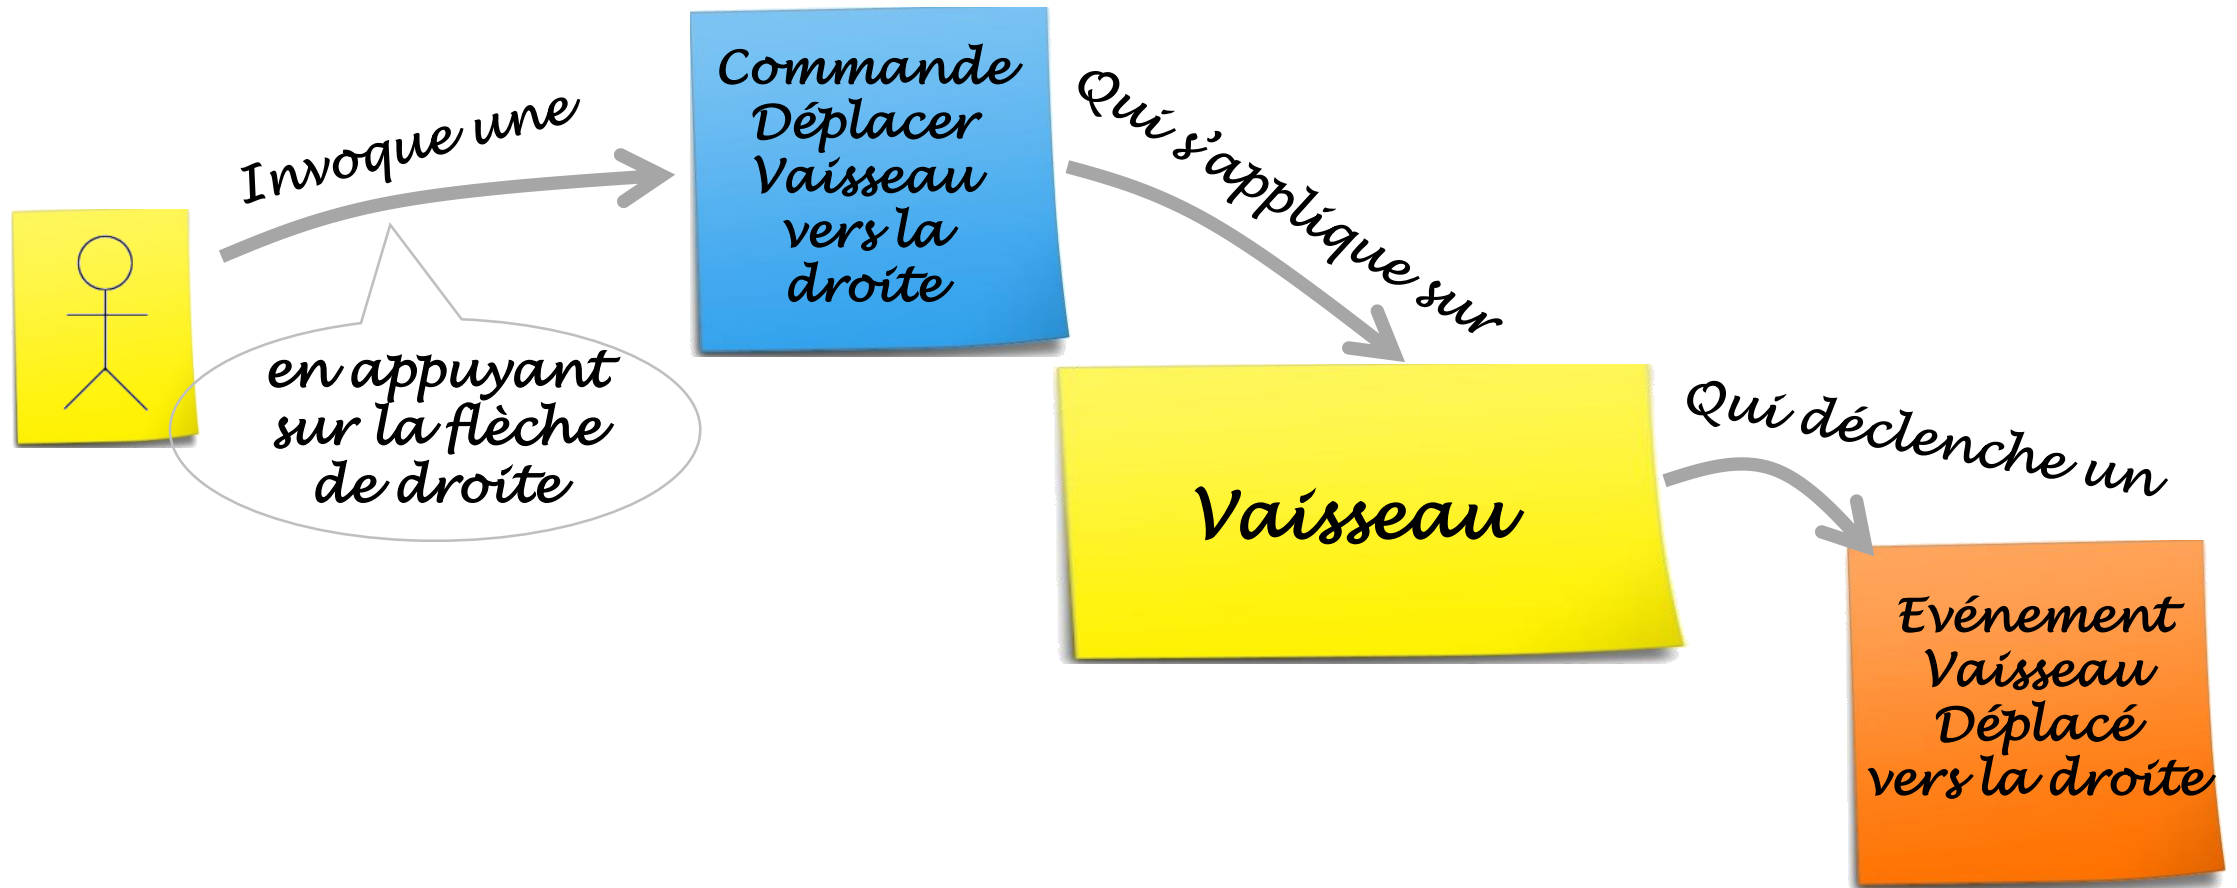 Invoque une
en appuyant
sur la flèche
de droite
Commande
Déplacer
Vaisseau
vers la
droite
Qui s'applique sur
Vaisseau
Qui déclenche un
Evénement
Vaisseau
Déplacé
vers la droite